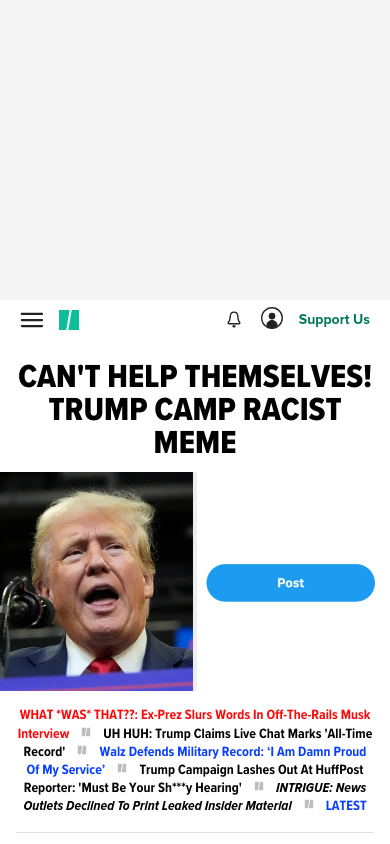 Support Us
CAN'T HELP THEMSELVES!
TRUMP CAMP RACIST
MEME
Post
WHAT *WAS* THAT??: Ex-Prez Slurs Words In Off-The-Rails Musk
Interview UH HUH: Trump Claims Live Chat Marks 'All-Time
Record' Walz Defends Military Record: ‘I Am Damn Proud
Of My Service’ Trump Campaign Lashes Out At HuffPost
Reporter: 'Must Be Your Sh***y Hearing' INTRIGUE: News
Outlets Declined To Print Leaked Insider Material LATEST